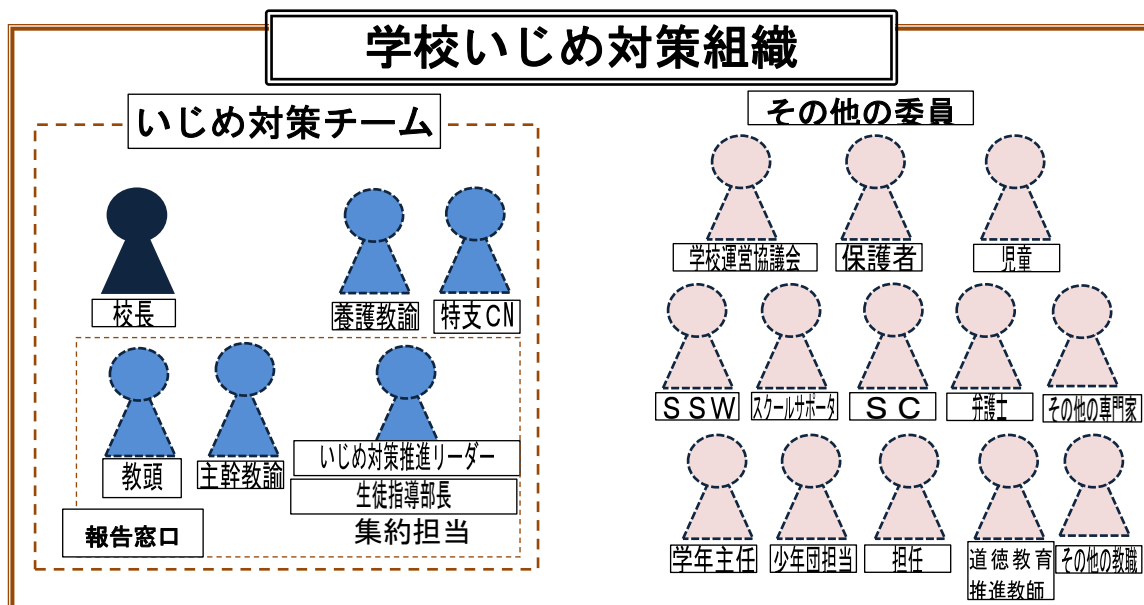 学校いじめ対策組織
いじめ対策チーム
校長
養護教諭
特支CN
教頭
主幹教諭
いじめ対策推進リーダー
生徒指導部長
集約担当
報告窓口
その他の委員
学校運営協議会
保護者
児童
ＳＳＷ
スクールサポータ
ＳＣ
弁護士
その他の専門家
学年主任
少年団担当
担任
道徳教育
推進教師
その他の教職